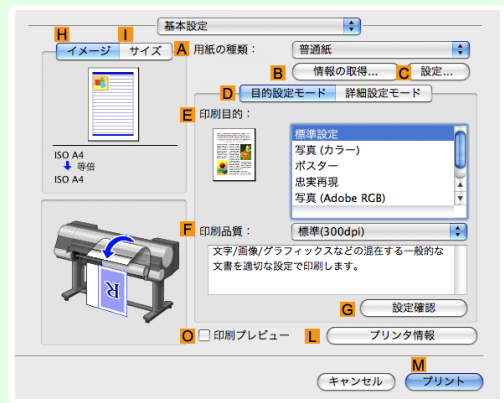 基本設定
H I
イメージ サイズ
ISO A4
等倍
ISO A4
A 用紙の種類： 普通紙
B 情報の取得... C 設定...
D 目的設定モード 詳細設定モード
E 印刷目的：
標準設定
写真 (カラー)
ポスター
忠実再現
写真 (Adobe RGB)
F 印刷品質： 標準(300dpi)
文字/画像/グラフィックスなどの混在する一般的な
文書を適切な設定で印刷します。
G 設定確認
O 印刷プレビュー L プリンタ情報
M
キャンセル プリント
R